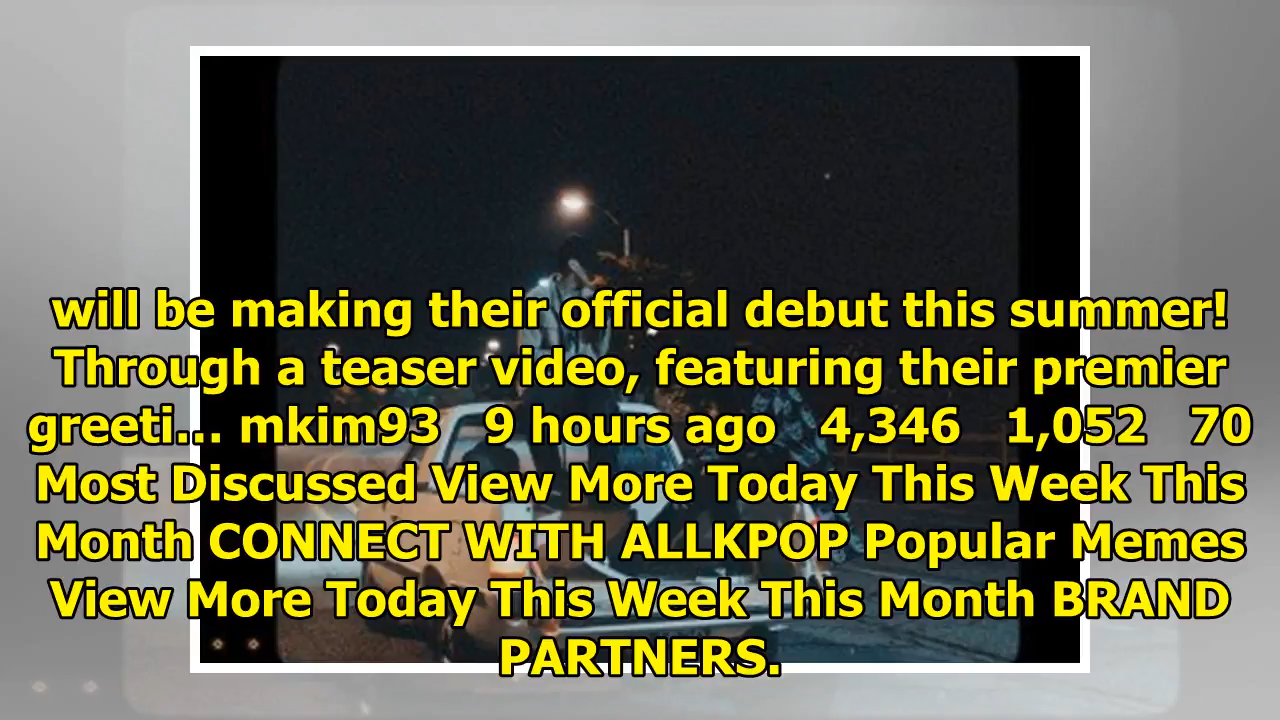 will be making their official debut this summer!
Through a teaser video, featuring their premier
greeti... mkim93 9 hours ago 4,346 1,052 70
Most Discussed View More Today This Week This
Month CONNECT WITH ALLKPOP Popular Memes
View More Today This Week This Month BRAND
PARTNERS.